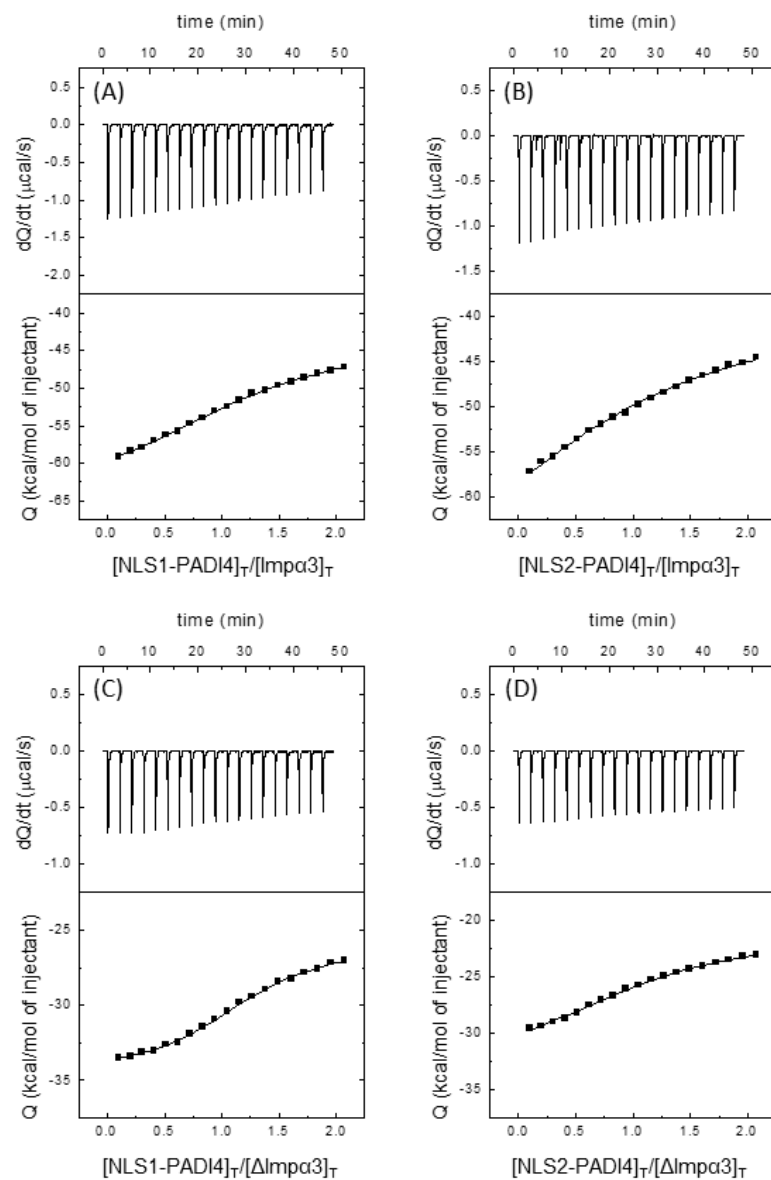 time (min)
0 10 20 30 40 50
(A)
0.5
0.0
-0.5
-1.0
-1.5
-2.0
dQ/dt (µcal/s)
-40
-45
-50
-55
-60
-65
Q (kcal/mol of injectant)
0.0 0.5 1.0 1.5 2.0
[NLS1-PADI4]T/[Impα3]T
time (min)
0 10 20 30 40 50
(B)
0.5
0.0
-0.5
-1.0
-1.5
dQ/dt (µcal/s)
-40
-45
-50
-55
-60
Q (kcal/mol of injectant)
0.0 0.5 1.0 1.5 2.0
[NLS2-PADI4]T/[Impα3]T
time (min)
0 10 20 30 40 50
(C)
0.5
0.0
-0.5
-1.0
dQ/dt (µcal/s)
-25
-30
-35
Q (kcal/mol of injectant)
0.0 0.5 1.0 1.5 2.0
[NLS1-PADI4]T/[ΔImpα3]T
time (min)
0 10 20 30 40 50
(D)
0.5
0.0
-0.5
-1.0
dQ/dt (µcal/s)
-20
-25
-30
-35
Q (kcal/mol of injectant)
0.0 0.5 1.0 1.5 2.0
[NLS2-PADI4]T/[ΔImpα3]T